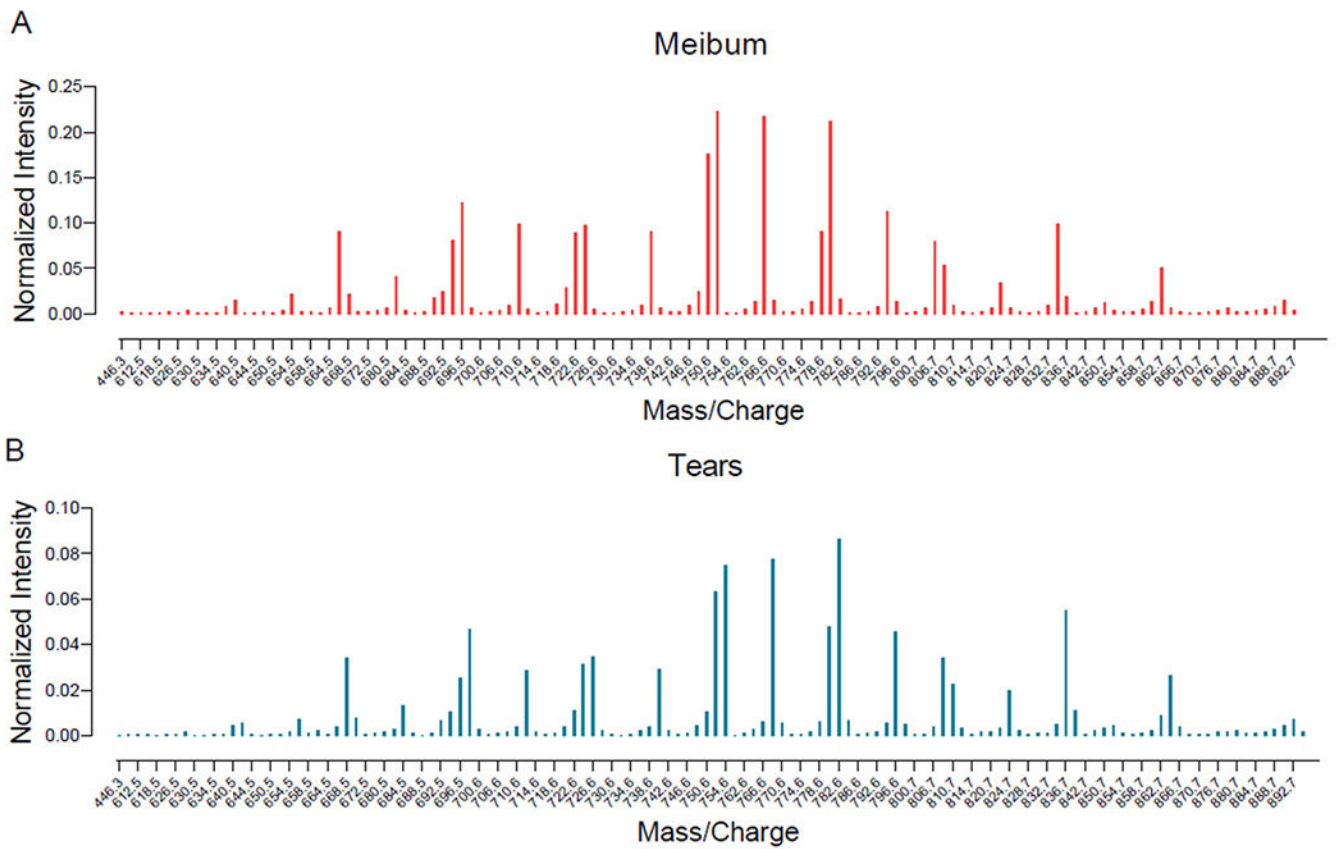 A
Meibum
Normalized Intensity
0.25
0.20
0.15
0.10
0.05
0.00
446.3 612.5 618.5 626.5 630.5 634.5 640.5 644.5 650.5 654.5 658.5 664.5 668.5 672.5 680.5 684.5 688.5 692.5 696.5 700.6 706.6 710.6 714.6 718.6 722.6 726.6 730.6 734.6 738.6 742.6 746.6 750.6 754.6 762.6 766.6 770.6 774.6 778.6 782.6 786.6 792.6 796.6 800.7 806.7 810.7 814.7 820.7 824.7 828.7 832.7 836.7 842.7 850.7 854.7 858.7 862.7 866.7 870.7 876.7 880.7 884.7 888.7 892.7
Mass/Charge
B
Tears
Normalized Intensity
0.10
0.08
0.06
0.04
0.02
0.00
446.3 612.5 618.5 626.5 630.5 634.5 640.5 644.5 650.5 654.5 658.5 664.5 668.5 672.5 680.5 684.5 688.5 692.5 696.5 700.6 706.6 710.6 714.6 718.6 722.6 726.6 730.6 734.6 738.6 742.6 746.6 750.6 754.6 762.6 766.6 770.6 774.6 778.6 782.6 786.6 792.6 796.6 800.7 806.7 810.7 814.7 820.7 824.7 828.7 832.7 836.7 842.7 850.7 854.7 858.7 862.7 866.7 870.7 876.7 880.7 884.7 888.7 892.7
Mass/Charge